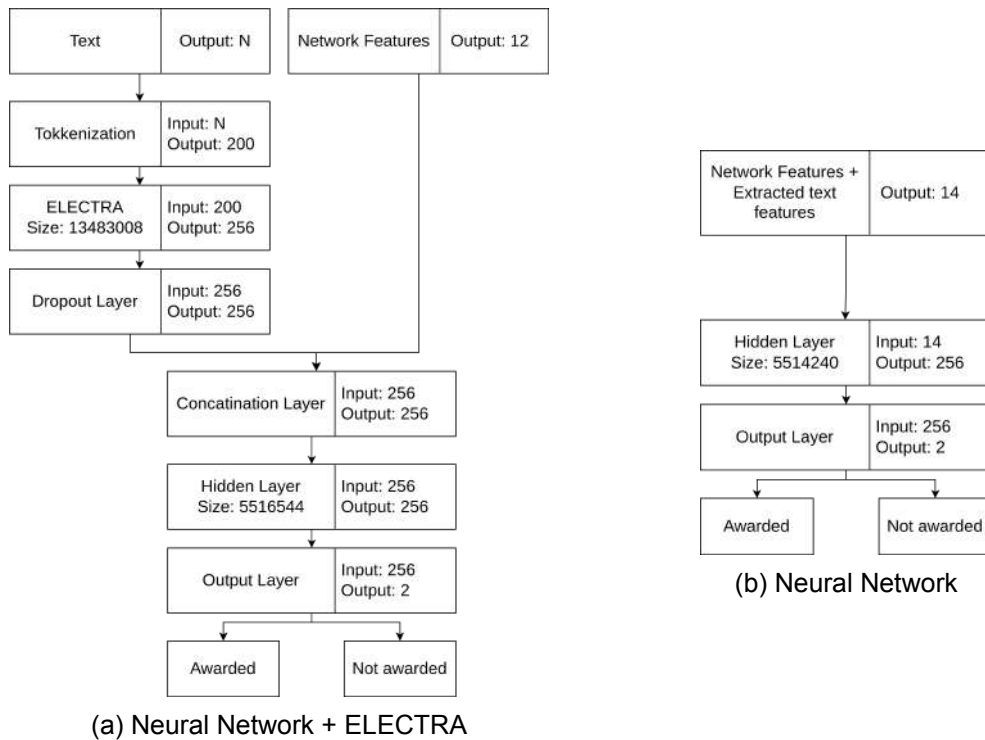 Text
Output: N
Network Features
Output: 12
Tokkenization
Input: N
Output: 200
ELECTRA
Size: 13483008
Input: 200
Output: 256
Dropout Layer
Input: 256
Output: 256
Concatination Layer
Input: 256
Output: 256
Hidden Layer
Size: 5516544
Input: 256
Output: 256
Output Layer
Input: 256
Output: 2
Awarded
Not awarded
(a) Neural Network + ELECTRA
Network Features +
Extracted text
features
Output: 14
Hidden Layer
Size: 5514240
Input: 14
Output: 256
Output Layer
Input: 256
Output: 2
Awarded
Not awarded
(b) Neural Network